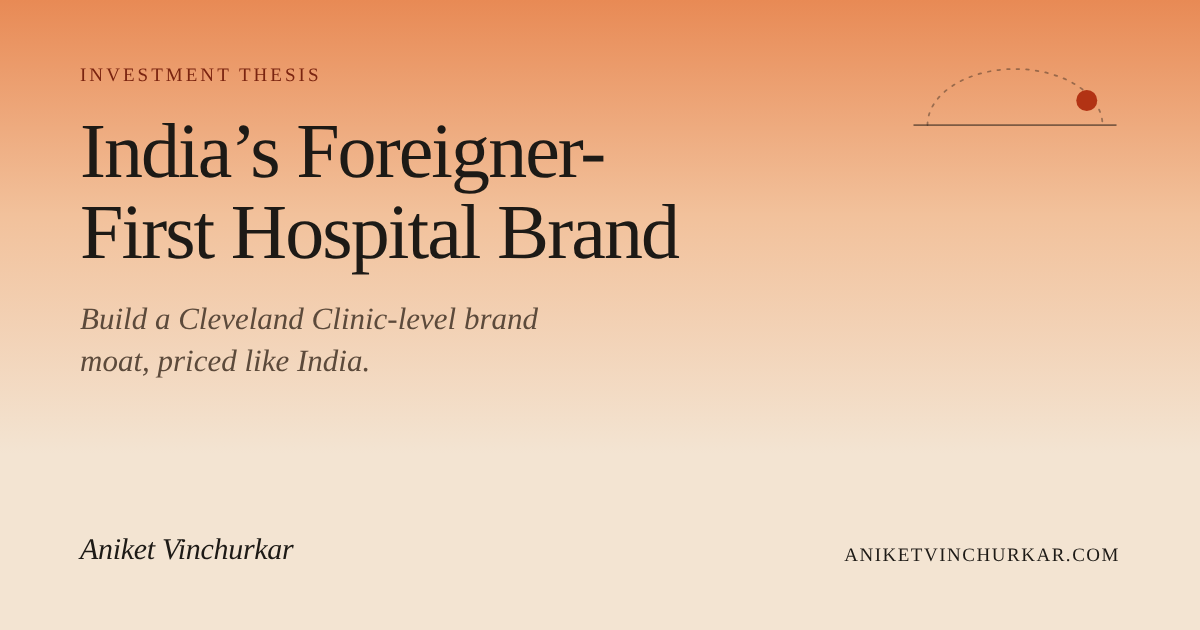 INVESTMENT THESIS
India’s Foreigner-
First Hospital Brand
Build a Cleveland Clinic-level brand
moat, priced like India.
Aniket Vinchurkar
ANIKETVINCHURKAR.COM